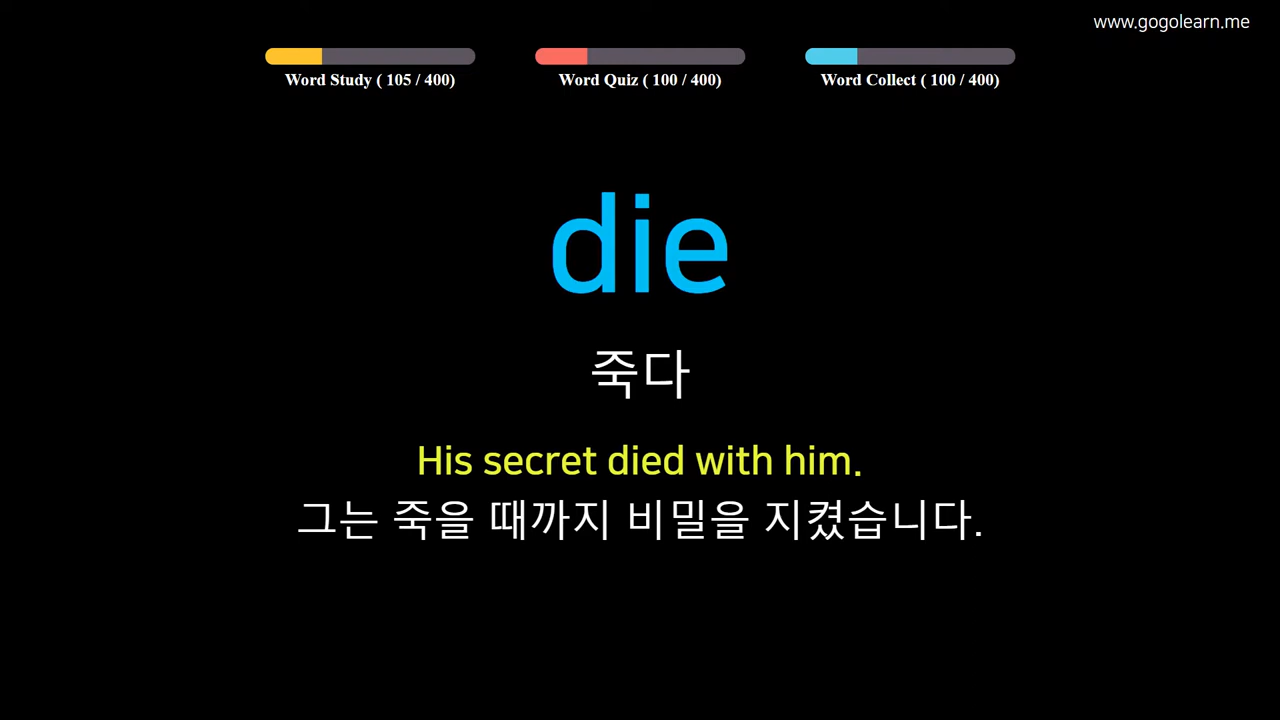 www.gogolearn.me
Word Study ( 105 / 400)
Word Quiz ( 100 / 400)
Word Collect ( 100 / 400)
die
죽다
His secret died with him.
그는 죽을 때까지 비밀을 지켰습니다.